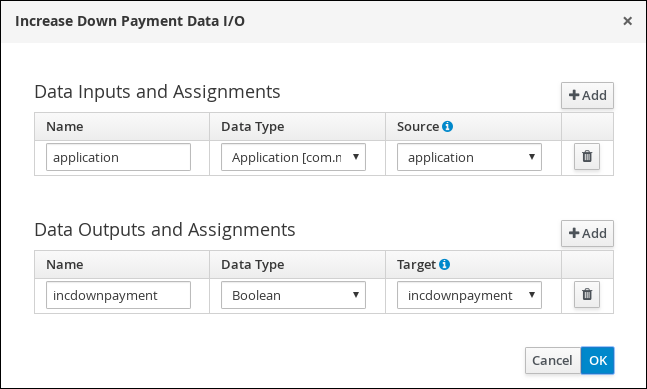 Increase Down Payment Data I/O ×
Data Inputs and Assignments
+ Add
Name Data Type Source
application Application [com.n application
Data Outputs and Assignments
+ Add
Name Data Type Target
incdownpayment Boolean incdownpayment
Cancel OK